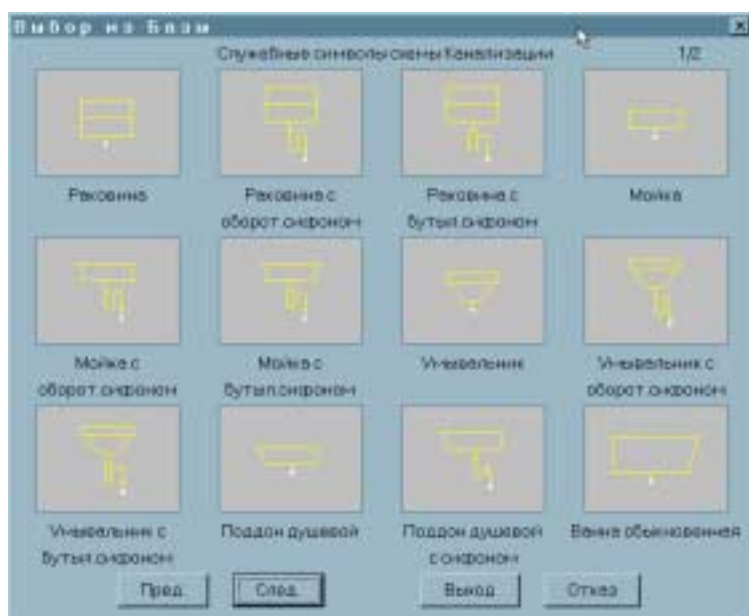 Выбор из Базы
Служебные символы схемы Канализации 1/2
Раковина
Раковина с
оборот.сифоном
Раковина с
бутыл.сифоном
Мойка
Мойка с
оборот.сифоном
Мойка с
бутыл.сифоном
Умывальник
Умывальник с
оборот.сифоном
Умывальник с
бутыл.сифоном
Поддон душевой
Поддон душевой
с сифоном
Ванна обыкновенная
Пред.
След.
Выход
Отказ